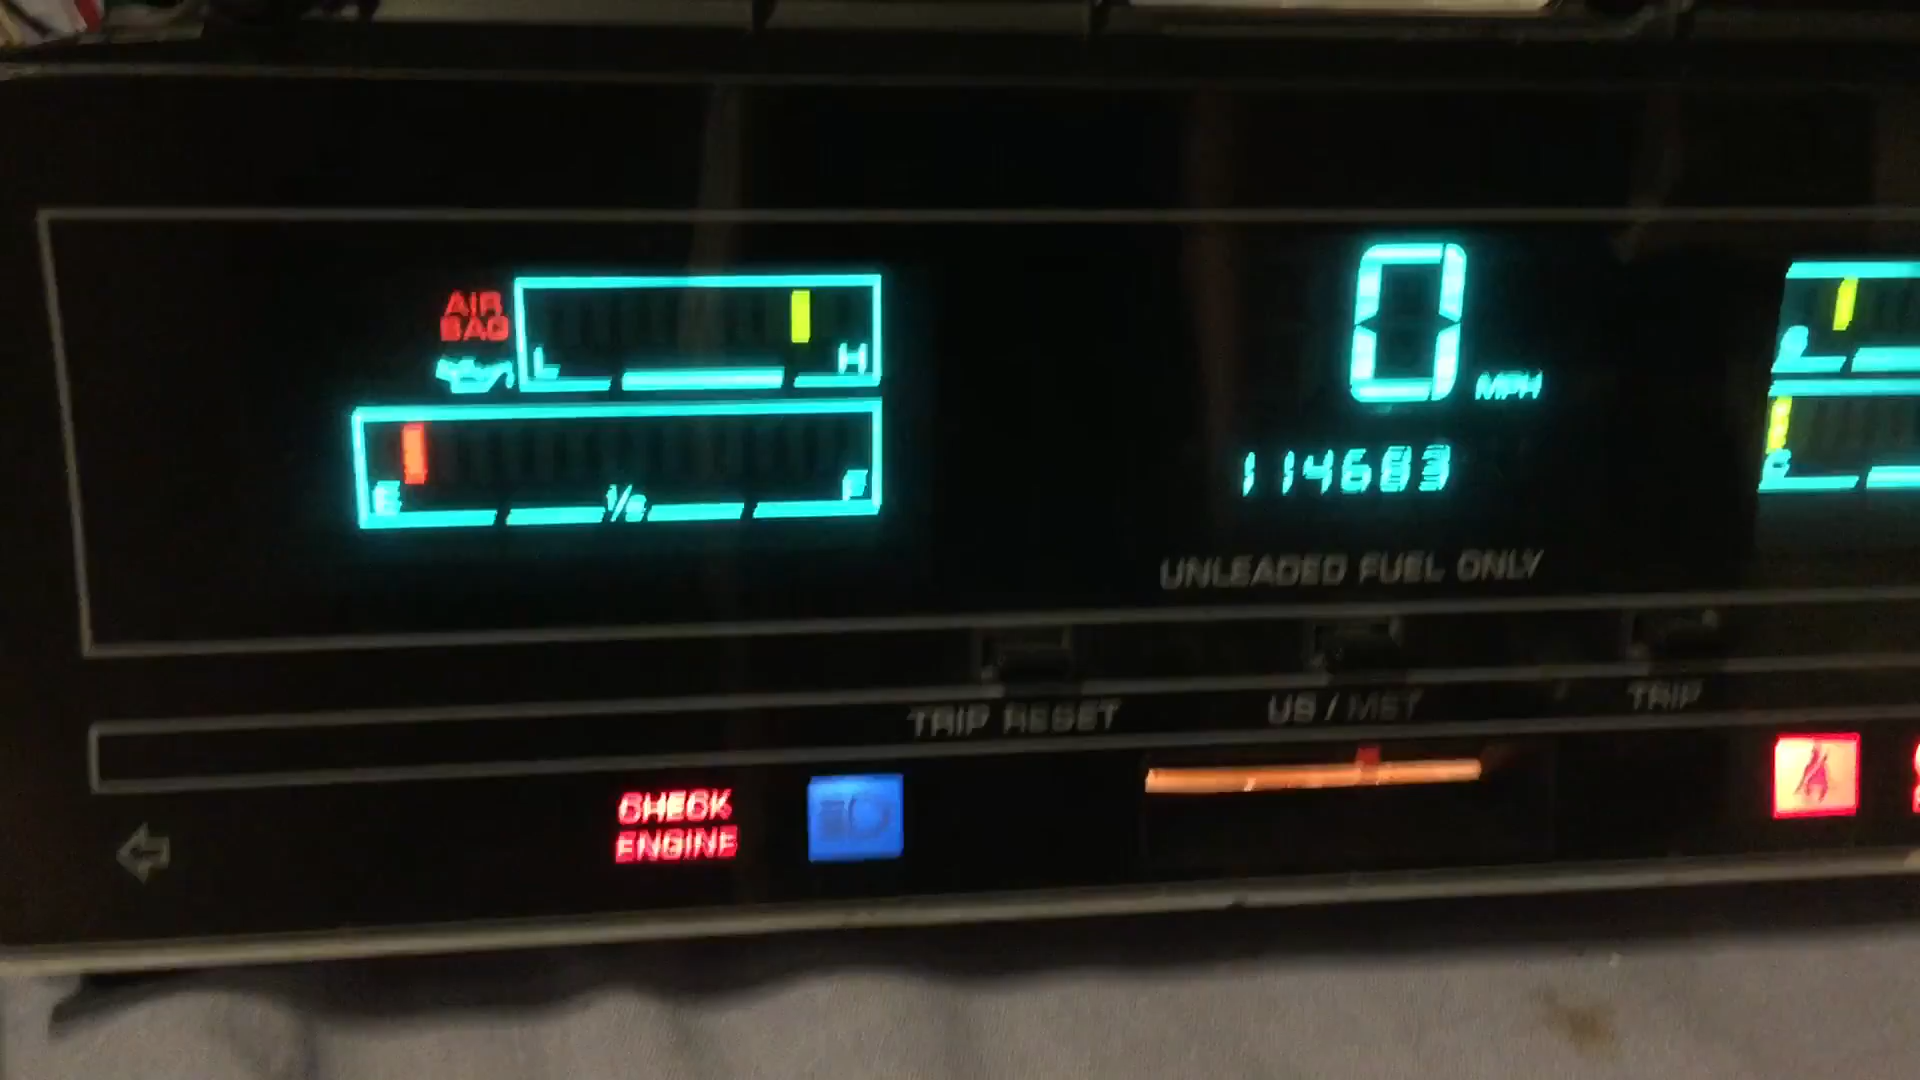 AIR
BAG
L H
E 1/2 F
0 MPH
114683
C
UNLEADED FUEL ONLY
TRIP RESET US / MET TRIP
CHECK
ENGINE